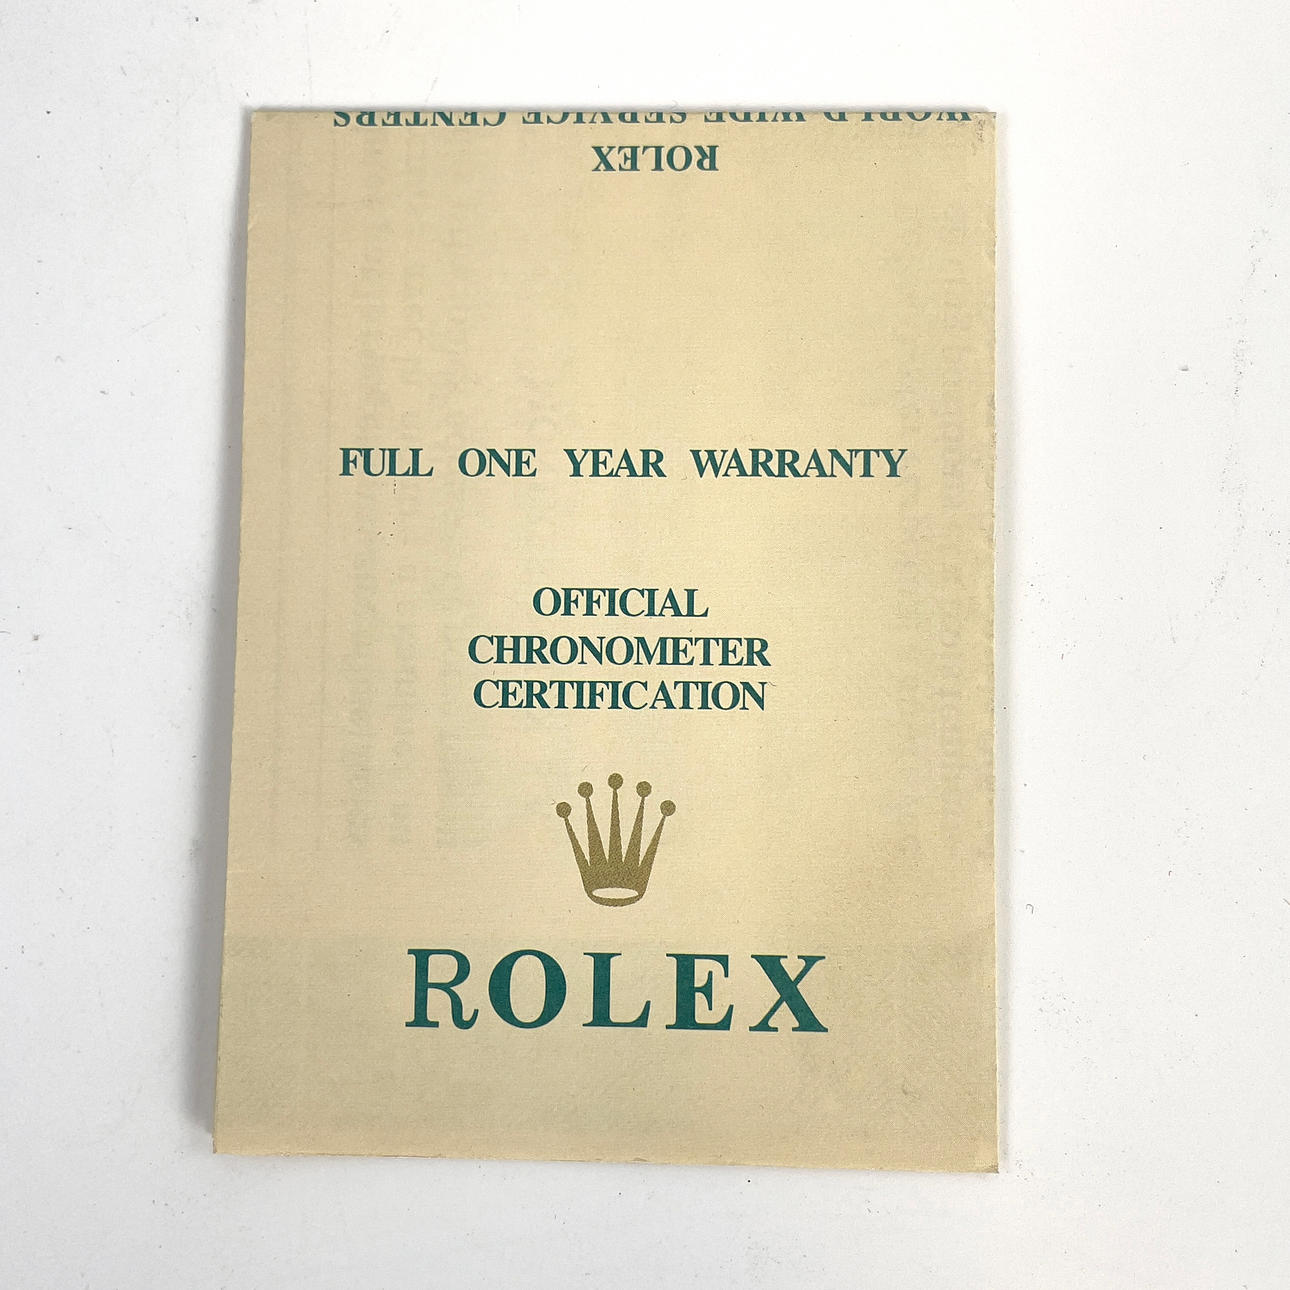 WORLD WIDE SERVICE CENTERS
ROLEX
FULL ONE YEAR WARRANTY
OFFICIAL
CHRONOMETER
CERTIFICATION
ROLEX